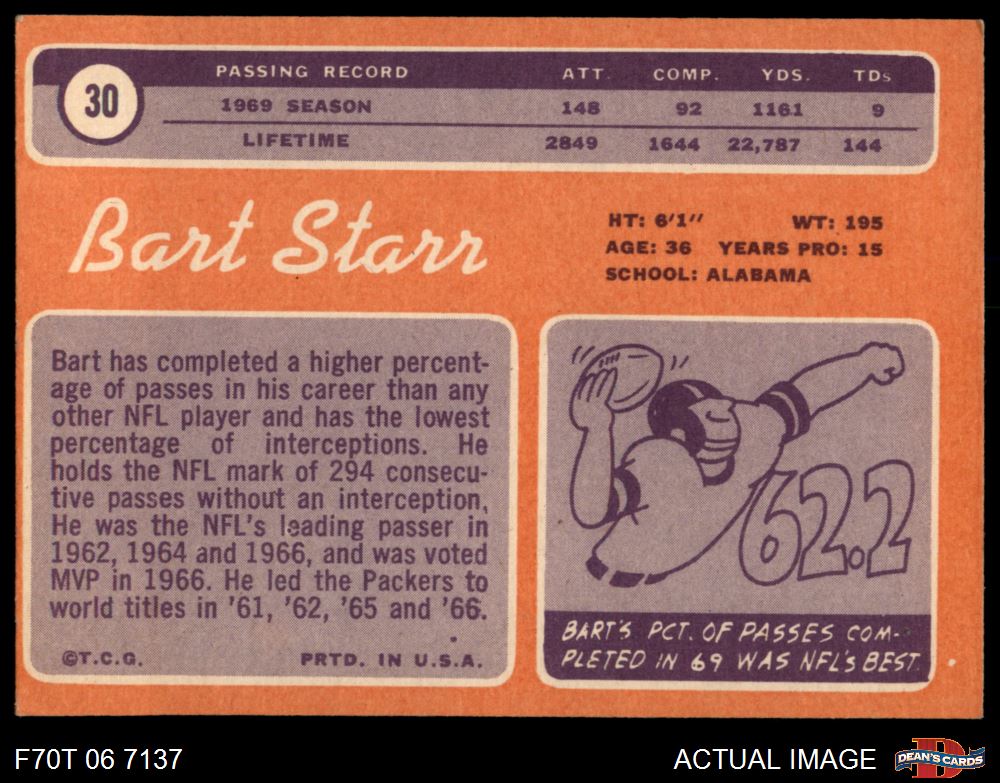 30
PASSING RECORD ATT. COMP. YDS. TDs
1969 SEASON 148 92 1161 9
LIFETIME 2849 1644 22,787 144
Bart Starr
HT: 6'1" WT: 195
AGE: 36 YEARS PRO: 15
SCHOOL: ALABAMA
Bart has completed a higher percent-
age of passes in his career than any
other NFL player and has the lowest
percentage of interceptions. He
holds the NFL mark of 294 consecu-
tive passes without an interception,
He was the NFL's leading passer in
1962, 1964 and 1966, and was voted
MVP in 1966. He led the Packers to
world titles in '61, '62, '65 and '66.
©T.C.G. PRTD. IN U.S.A.
62.2
BART'S PCT. OF PASSES COM-
PLETED IN 69 WAS NFL'S BEST.
F70T 06 7137
ACTUAL IMAGE
D
DEAN'S CARDS